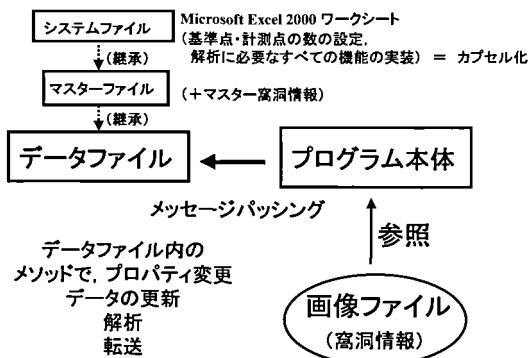 システムファイル
Microsoft Excel 2000 ワークシート
(基準点・計測点の数の設定,
解析に必要なすべての機能の実装) = カプセル化
(継承)
マスターファイル
(+マスター窩洞情報)
(継承)
データファイル
プログラム本体
メッセージパッシング
参照
データファイル内の
メソッドで, プロパティ変更
データの更新
解析
転送
画像ファイル
(窩洞情報)